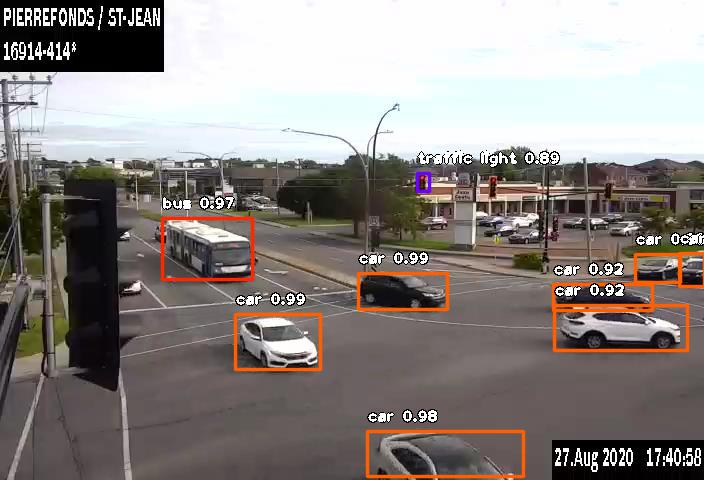 PIERREFONDS / ST-JEAN
16914-414*
traffic light 0.89
bus 0.97
car 0.99
car 0.92
car 0.92
car 0.99
car 0.98
27.Aug 2020 17:40:58